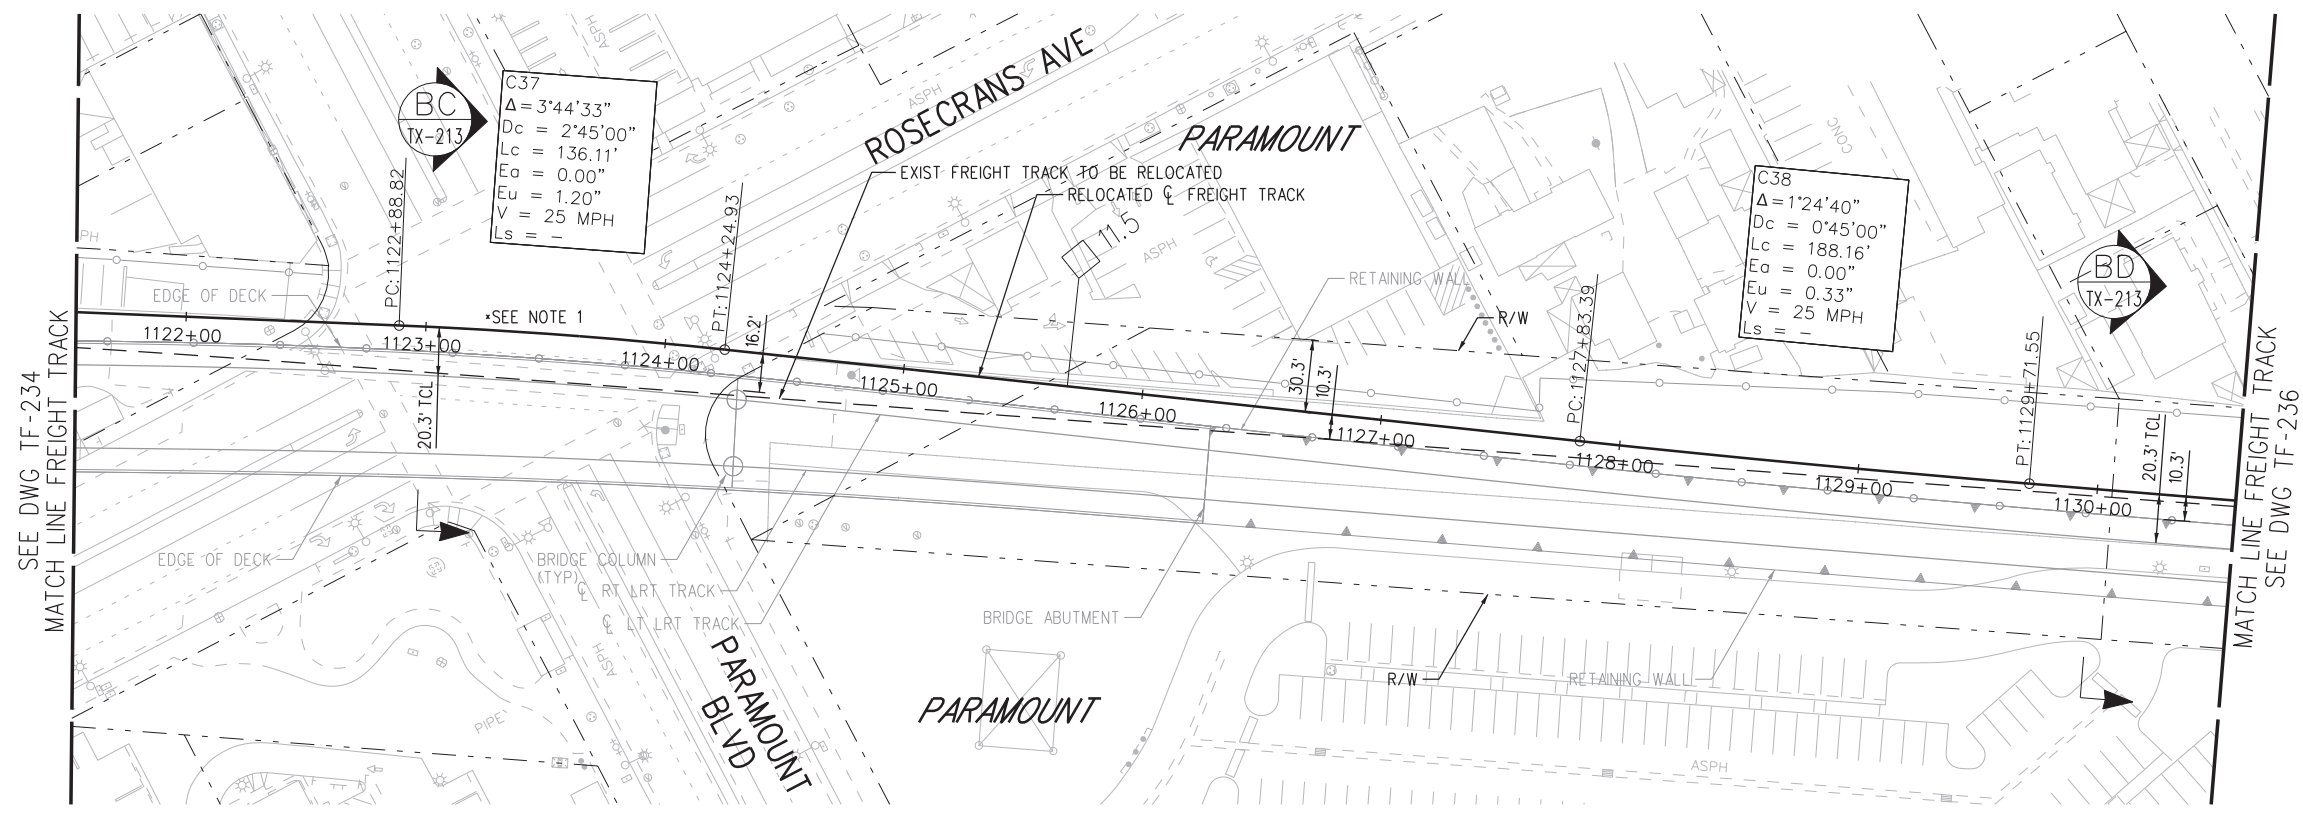 SEE DWG TF-234
MATCH LINE FREIGHT TRACK
BC
TX-213
C37
Δ=3°44'33"
Dc = 2°45'00"
Lc = 136.11'
Ea = 0.00"
Eu = 1.20"
V = 25 MPH
Ls = -
ASPH
ROSECRANS AVE
ASPH
PARAMOUNT
EXIST FREIGHT TRACK TO BE RELOCATED
RELOCATED ℄ FREIGHT TRACK
11.5
ASPH
CONC
C38
Δ=1°24'40"
Dc = 0°45'00"
Lc = 188.16'
Ea = 0.00"
Eu = 0.33"
V = 25 MPH
Ls = -
BD
TX-213
PH
EDGE OF DECK
PC:1122+88.82
*SEE NOTE 1
PT:1124+24.93
16.2'
RETAINING WALL
R/W
30.3'
10.3'
PC:1127+83.39
PT:1129+71.55
20.3' TCL
10.3'
1122+00
1123+00
1124+00
1125+00
1126+00
1127+00
1128+00
1129+00
1130+00
20.3' TCL
EDGE OF DECK
BRIDGE COLUMN
(TYP)
℄ RT LRT TRACK
℄ LT LRT TRACK
BRIDGE ABUTMENT
ASPH
PIPE
PARAMOUNT
BLVD
PARAMOUNT
R/W
RETAINING WALL
ASPH
MATCH LINE FREIGHT TRACK
SEE DWG TF-236